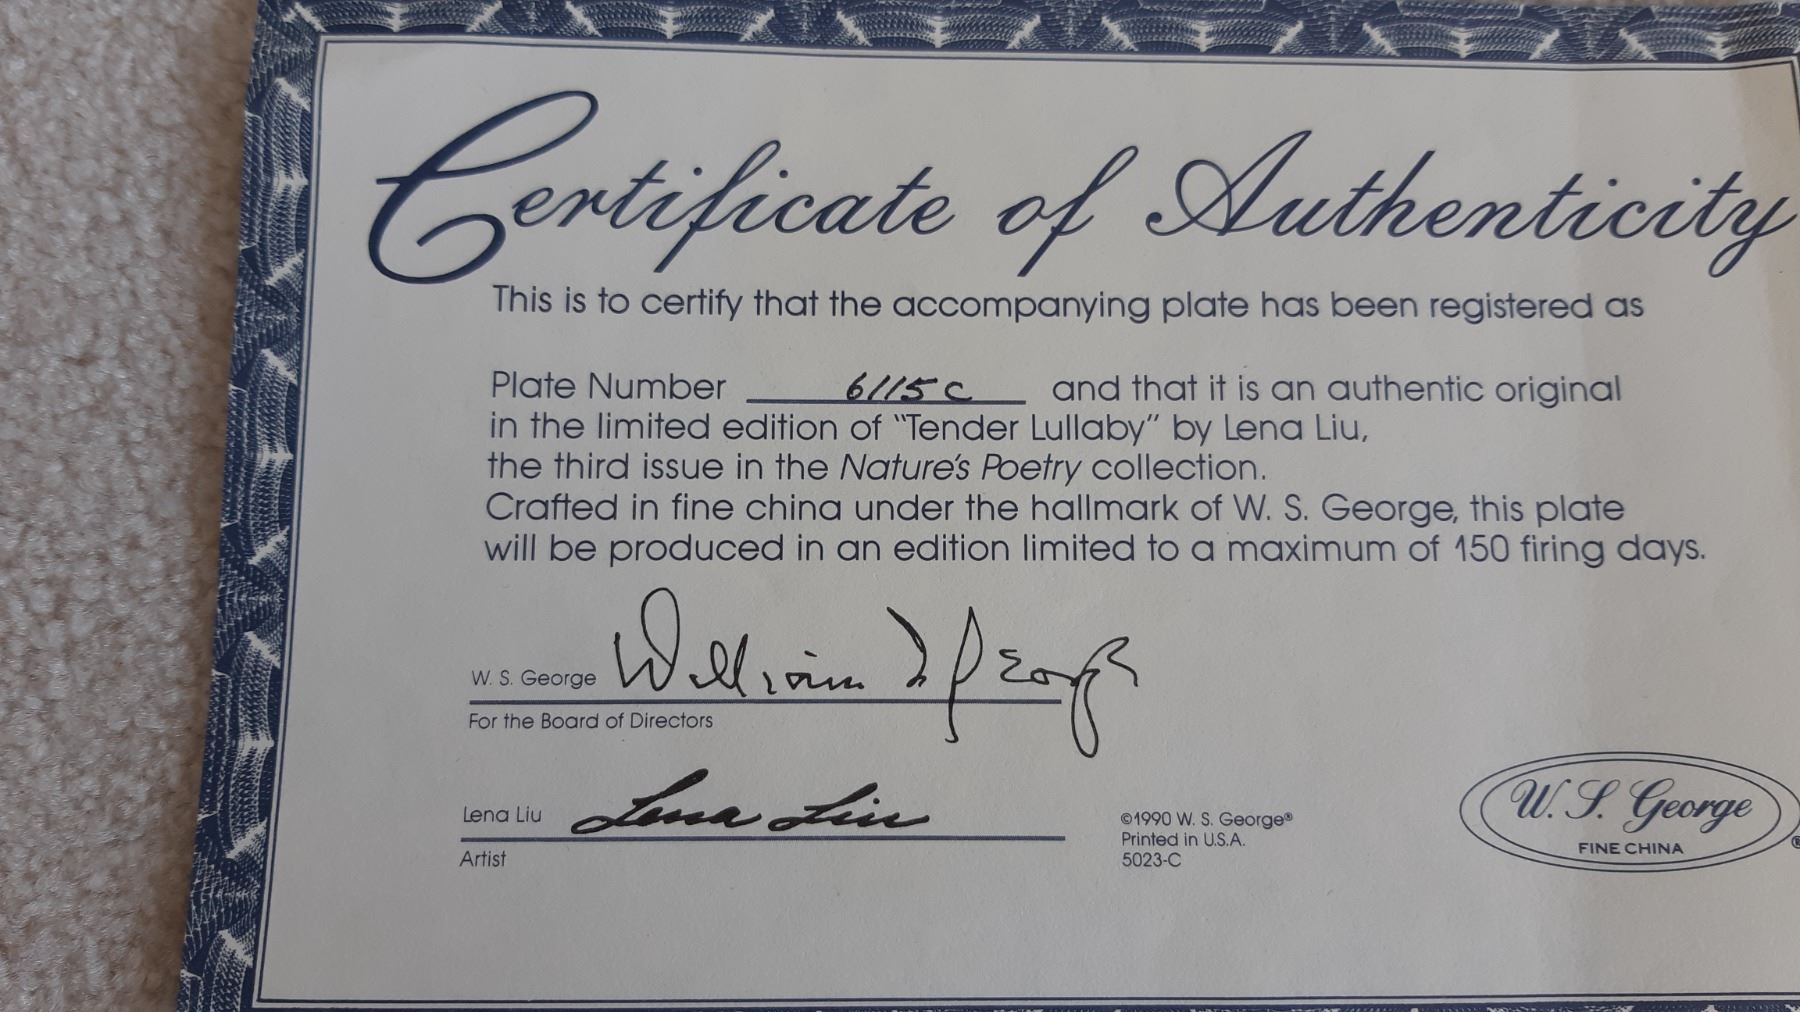 Certificate of Authenticity
This is to certify that the accompanying plate has been registered as
Plate Number 6115C and that it is an authentic original
in the limited edition of "Tender Lullaby" by Lena Liu,
the third issue in the Nature's Poetry collection.
Crafted in fine china under the hallmark of W. S. George, this plate
will be produced in an edition limited to a maximum of 150 firing days.
W. S. George William S George
For the Board of Directors
Lena Liu Lena Liu
Artist
©1990 W. S. George®
Printed in U.S.A.
5023-C
W. S. George
FINE CHINA ®